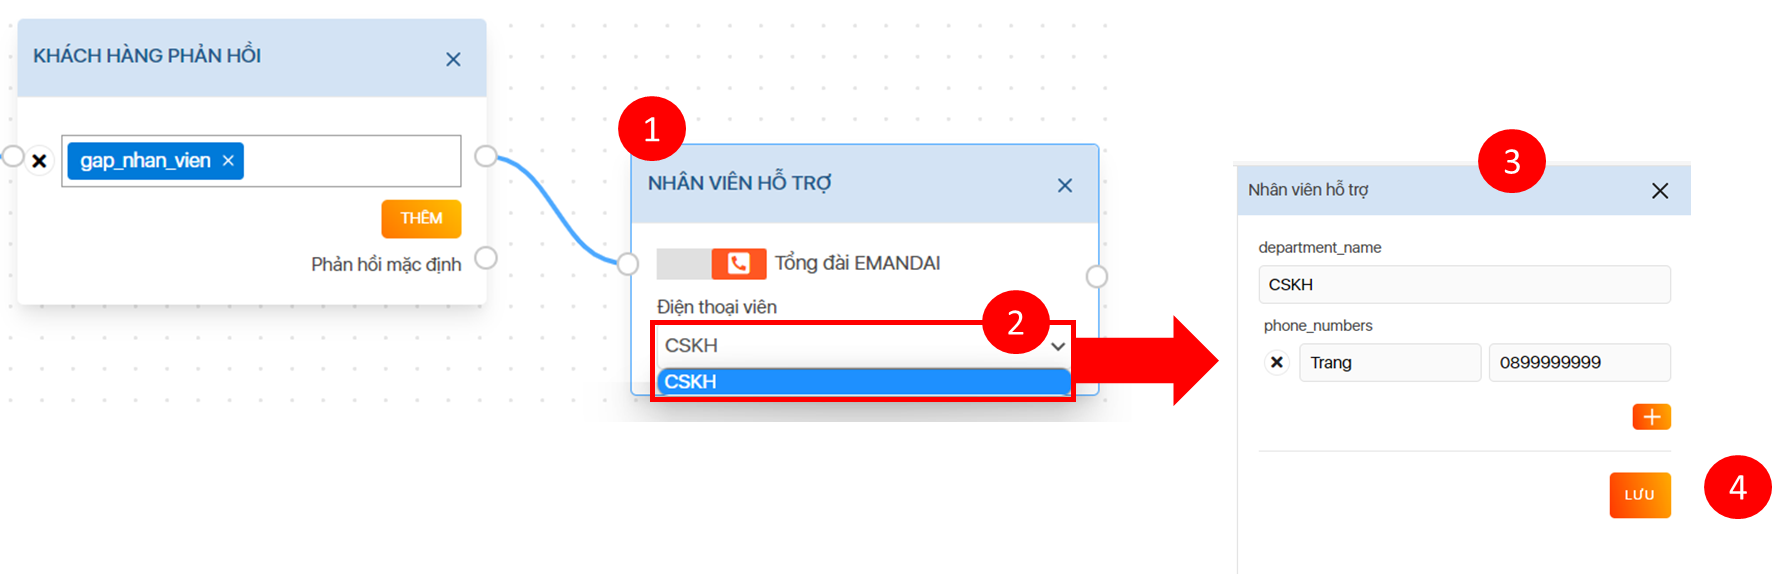 KHÁCH HÀNG PHẢN HỒI
gap_nhan_vien
THÊM
Phản hồi mặc định
1
NHÂN VIÊN HỖ TRỢ
Tổng đài EMANDAI
Điện thoại viên
2
CSKH
CSKH
3
Nhân viên hỗ trợ
department_name
CSKH
phone_numbers
Trang 0899999999
LƯU
4